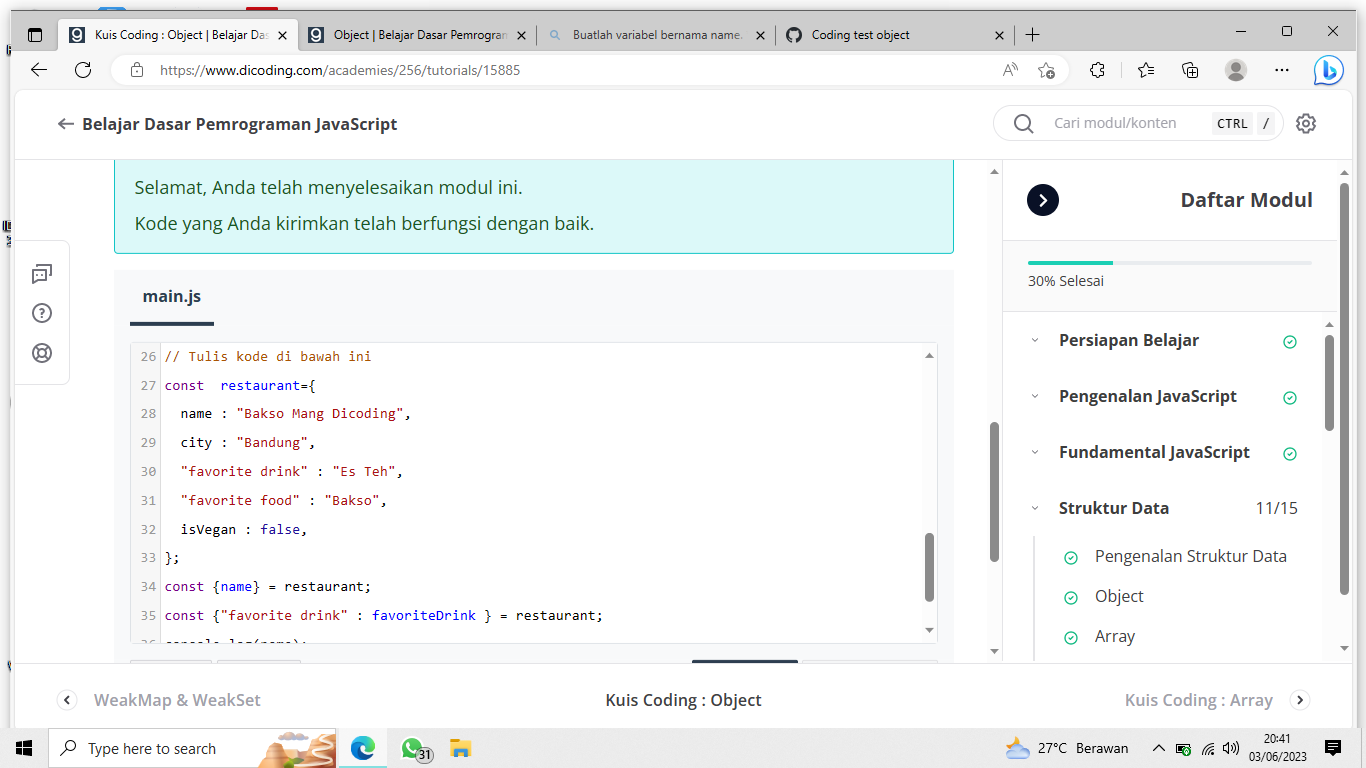 Kuis Coding : Object | Belajar Das
Object | Belajar Dasar Pemrogram
Buatlah variabel bernama name.
Coding test object
https://www.dicoding.com/academies/256/tutorials/15885
Belajar Dasar Pemrograman JavaScript
Cari modul/konten
CTRL /
Selamat, Anda telah menyelesaikan modul ini.
Kode yang Anda kirimkan telah berfungsi dengan baik.
main.js
26 // Tulis kode di bawah ini
27 const  restaurant={
28   name : "Bakso Mang Dicoding",
29   city : "Bandung",
30   "favorite drink" : "Es Teh",
31   "favorite food" : "Bakso",
32   isVegan : false,
33 };
34 const {name} = restaurant;
35 const {"favorite drink" : favoriteDrink } = restaurant;
36 console.log(name);
Daftar Modul
30% Selesai
Persiapan Belajar
Pengenalan JavaScript
Fundamental JavaScript
Struktur Data 11/15
Pengenalan Struktur Data
Object
Array
WeakMap & WeakSet
Kuis Coding : Object
Kuis Coding : Array
Type here to search
31
27°C Berawan
20:41
03/06/2023